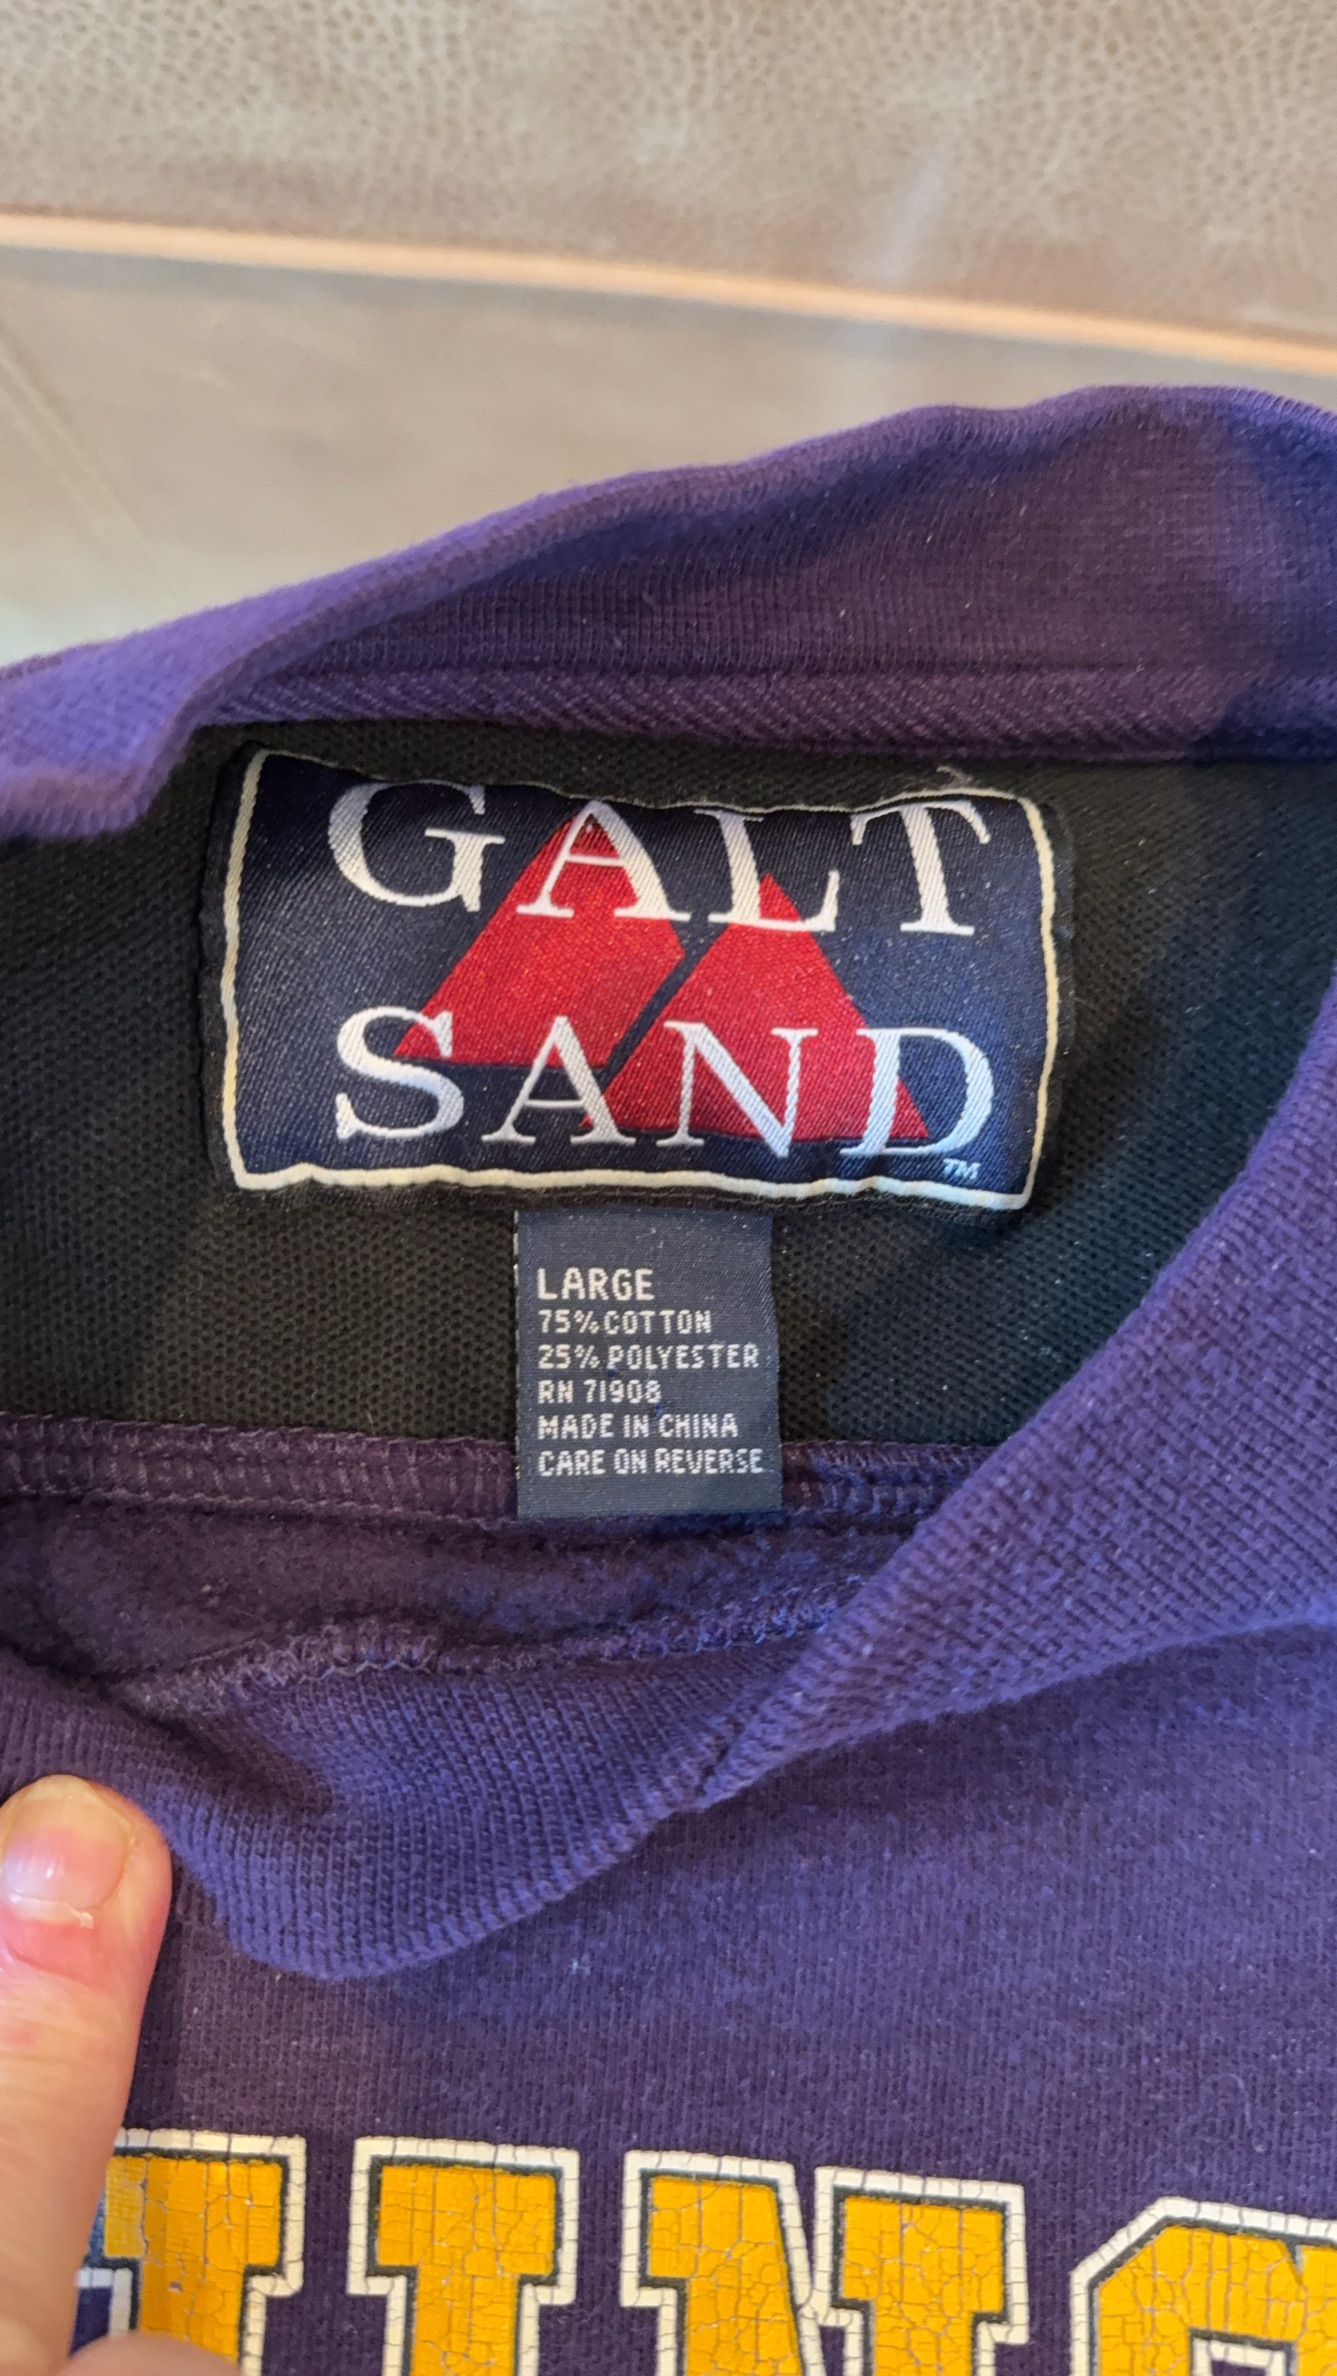 GALT
SAND
TM
LARGE
75% COTTON
25% POLYESTER
RN 71908
MADE IN CHINA
CARE ON REVERSE